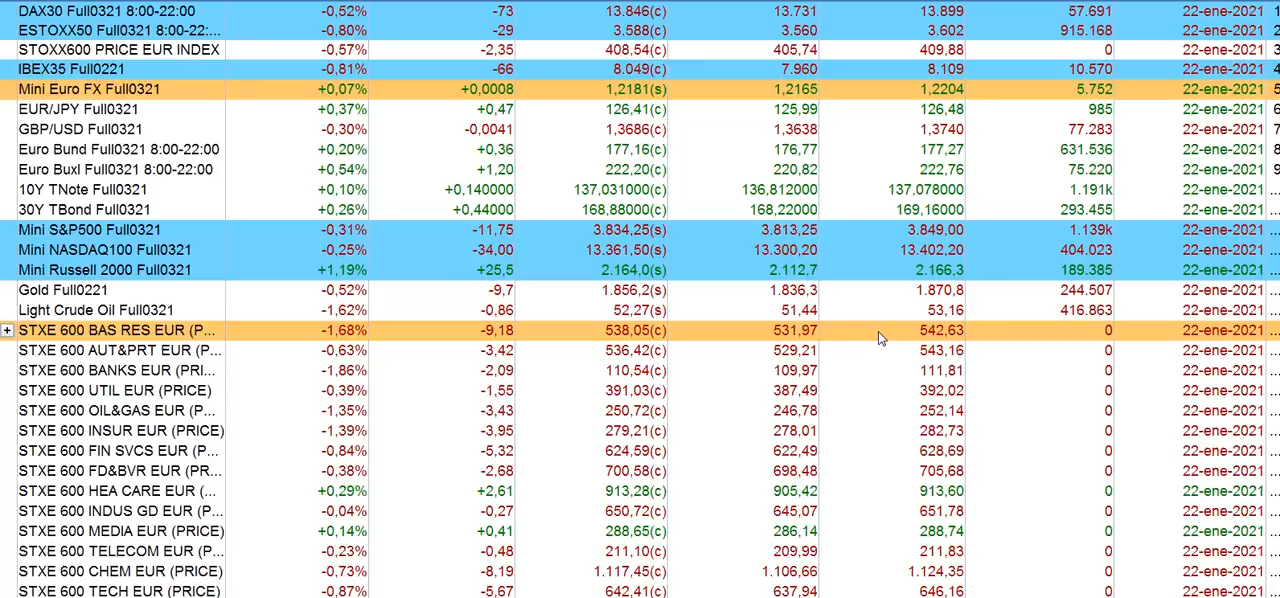 DAX30 Full0321 8:00-22:00 -0,52% -73 13.846(c) 13.731 13.899 57.691 22-ene-2021 1
ESTOXX50 Full0321 8:00-22:... -0,80% -29 3.588(c) 3.560 3.602 915.168 22-ene-2021 2
STOXX600 PRICE EUR INDEX -0,57% -2,35 408,54(c) 405,74 409,88 0 22-ene-2021 3
IBEX35 Full0221 -0,81% -66 8.049(c) 7.960 8.109 10.570 22-ene-2021 4
Mini Euro FX Full0321 +0,07% +0,0008 1,2181(s) 1,2165 1,2204 5.752 22-ene-2021 5
EUR/JPY Full0321 +0,37% +0,47 126,41(c) 125,99 126,48 985 22-ene-2021 6
GBP/USD Full0321 -0,30% -0,0041 1,3686(c) 1,3638 1,3740 77.283 22-ene-2021 7
Euro Bund Full0321 8:00-22:00 +0,20% +0,36 177,16(c) 176,77 177,27 631.536 22-ene-2021 8
Euro Buxl Full0321 8:00-22:00 +0,54% +1,20 222,20(c) 220,82 222,76 75.220 22-ene-2021 9
10Y TNote Full0321 +0,10% +0,140000 137,031000(c) 136,812000 137,078000 1.191k 22-ene-2021 ...
30Y TBond Full0321 +0,26% +0,44000 168,88000(c) 168,22000 169,16000 293.455 22-ene-2021 ...
Mini S&P500 Full0321 -0,31% -11,75 3.834,25(s) 3.813,25 3.849,00 1.139k 22-ene-2021 ...
Mini NASDAQ100 Full0321 -0,25% -34,00 13.361,50(s) 13.300,20 13.402,20 404.023 22-ene-2021 ...
Mini Russell 2000 Full0321 +1,19% +25,5 2.164,0(s) 2.112,7 2.166,3 189.385 22-ene-2021 ...
Gold Full0221 -0,52% -9,7 1.856,2(s) 1.836,3 1.870,8 244.507 22-ene-2021 ...
Light Crude Oil Full0321 -1,62% -0,86 52,27(s) 51,44 53,16 416.863 22-ene-2021 ...
+ STXE 600 BAS RES EUR (P... -1,68% -9,18 538,05(c) 531,97 542,63 0 22-ene-2021 ...
STXE 600 AUT&PRT EUR (P... -0,63% -3,42 536,42(c) 529,21 543,16 0 22-ene-2021 ...
STXE 600 BANKS EUR (PRI... -1,86% -2,09 110,54(c) 109,97 111,81 0 22-ene-2021 ...
STXE 600 UTIL EUR (PRICE) -0,39% -1,55 391,03(c) 387,49 392,02 0 22-ene-2021 ...
STXE 600 OIL&GAS EUR (P... -1,35% -3,43 250,72(c) 246,78 252,14 0 22-ene-2021 ...
STXE 600 INSUR EUR (PRICE) -1,39% -3,95 279,21(c) 278,01 282,73 0 22-ene-2021 ...
STXE 600 FIN SVCS EUR (P... -0,84% -5,32 624,59(c) 622,49 628,69 0 22-ene-2021 ...
STXE 600 FD&BVR EUR (PR... -0,38% -2,68 700,58(c) 698,48 705,68 0 22-ene-2021 ...
STXE 600 HEA CARE EUR (... +0,29% +2,61 913,28(c) 905,42 913,60 0 22-ene-2021 ...
STXE 600 INDUS GD EUR (P... -0,04% -0,27 650,72(c) 645,07 651,78 0 22-ene-2021 ...
STXE 600 MEDIA EUR (PRICE) +0,14% +0,41 288,65(c) 286,14 288,74 0 22-ene-2021 ...
STXE 600 TELECOM EUR (P... -0,23% -0,48 211,10(c) 209,99 211,83 0 22-ene-2021 ...
STXE 600 CHEM EUR (PRICE) -0,73% -8,19 1.117,45(c) 1.106,66 1.124,35 0 22-ene-2021 ...
STXE 600 TECH EUR (PRICE) -0,87% -5,67 642,41(c) 637,94 646,16 0 22-ene-2021 ...